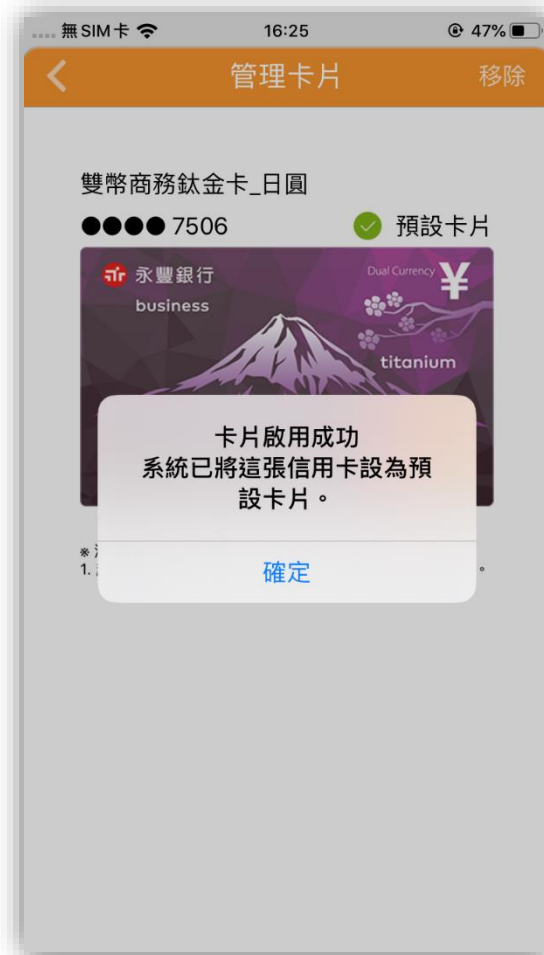 無SIM卡 16:25 47%
管理卡片 移除
雙幣商務鈦金卡_日圓
●●●● 7506 預設卡片
永豐銀行 Dual Currency ¥
business
titanium
卡片啟用成功
系統已將這張信用卡設為預
設卡片。
※
1. 。
確定